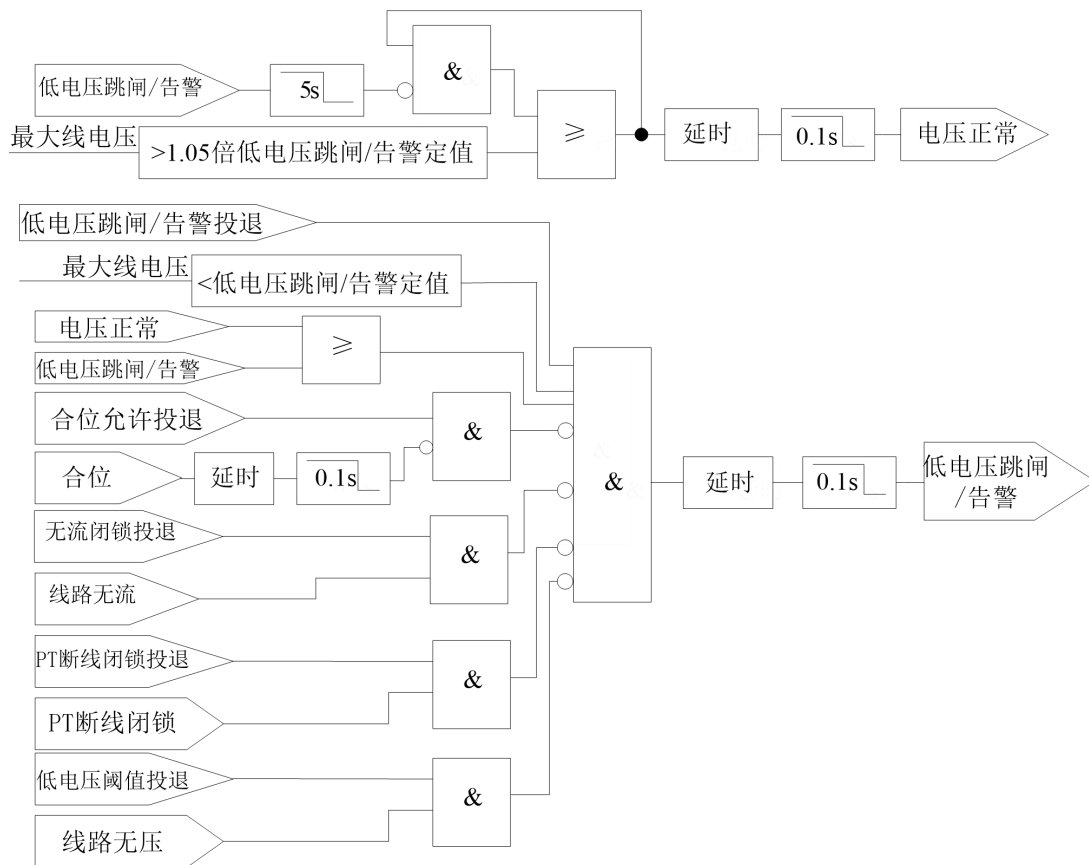 &
低电压跳闸/告警
5s
最大线电压
>1.05倍低电压跳闸/告警定值
≥
延时
0.1s
电压正常
低电压跳闸/告警投退
最大线电压
<低电压跳闸/告警定值
电压正常
≥
低电压跳闸/告警
合位允许投退
&
合位
延时
0.1s
&
延时
0.1s
低电压跳闸
/告警
无流闭锁投退
&
线路无流
PT断线闭锁投退
&
PT断线闭锁
低电压阈值投退
&
线路无压